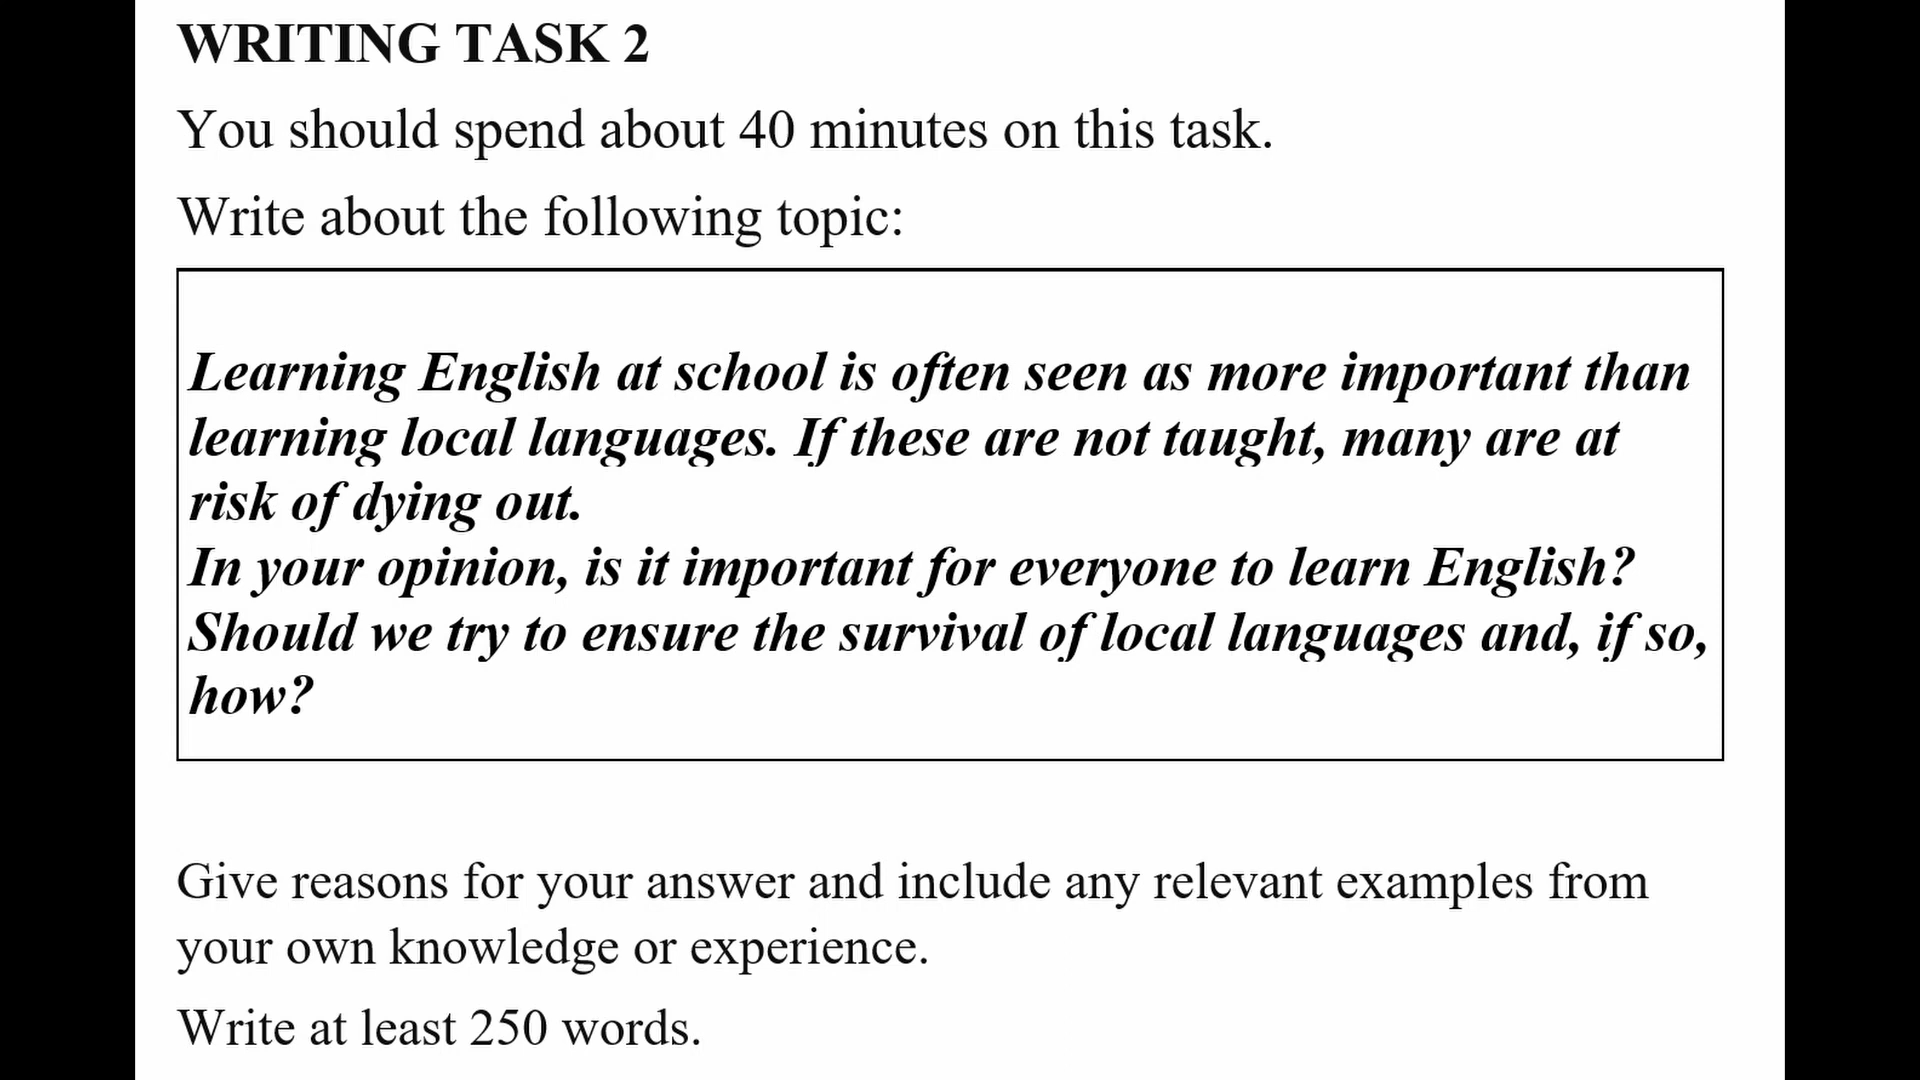 WRITING TASK 2
You should spend about 40 minutes on this task.
Write about the following topic:
Learning English at school is often seen as more important than
learning local languages. If these are not taught, many are at
risk of dying out.
In your opinion, is it important for everyone to learn English?
Should we try to ensure the survival of local languages and, if so,
how?
Give reasons for your answer and include any relevant examples from
your own knowledge or experience.
Write at least 250 words.